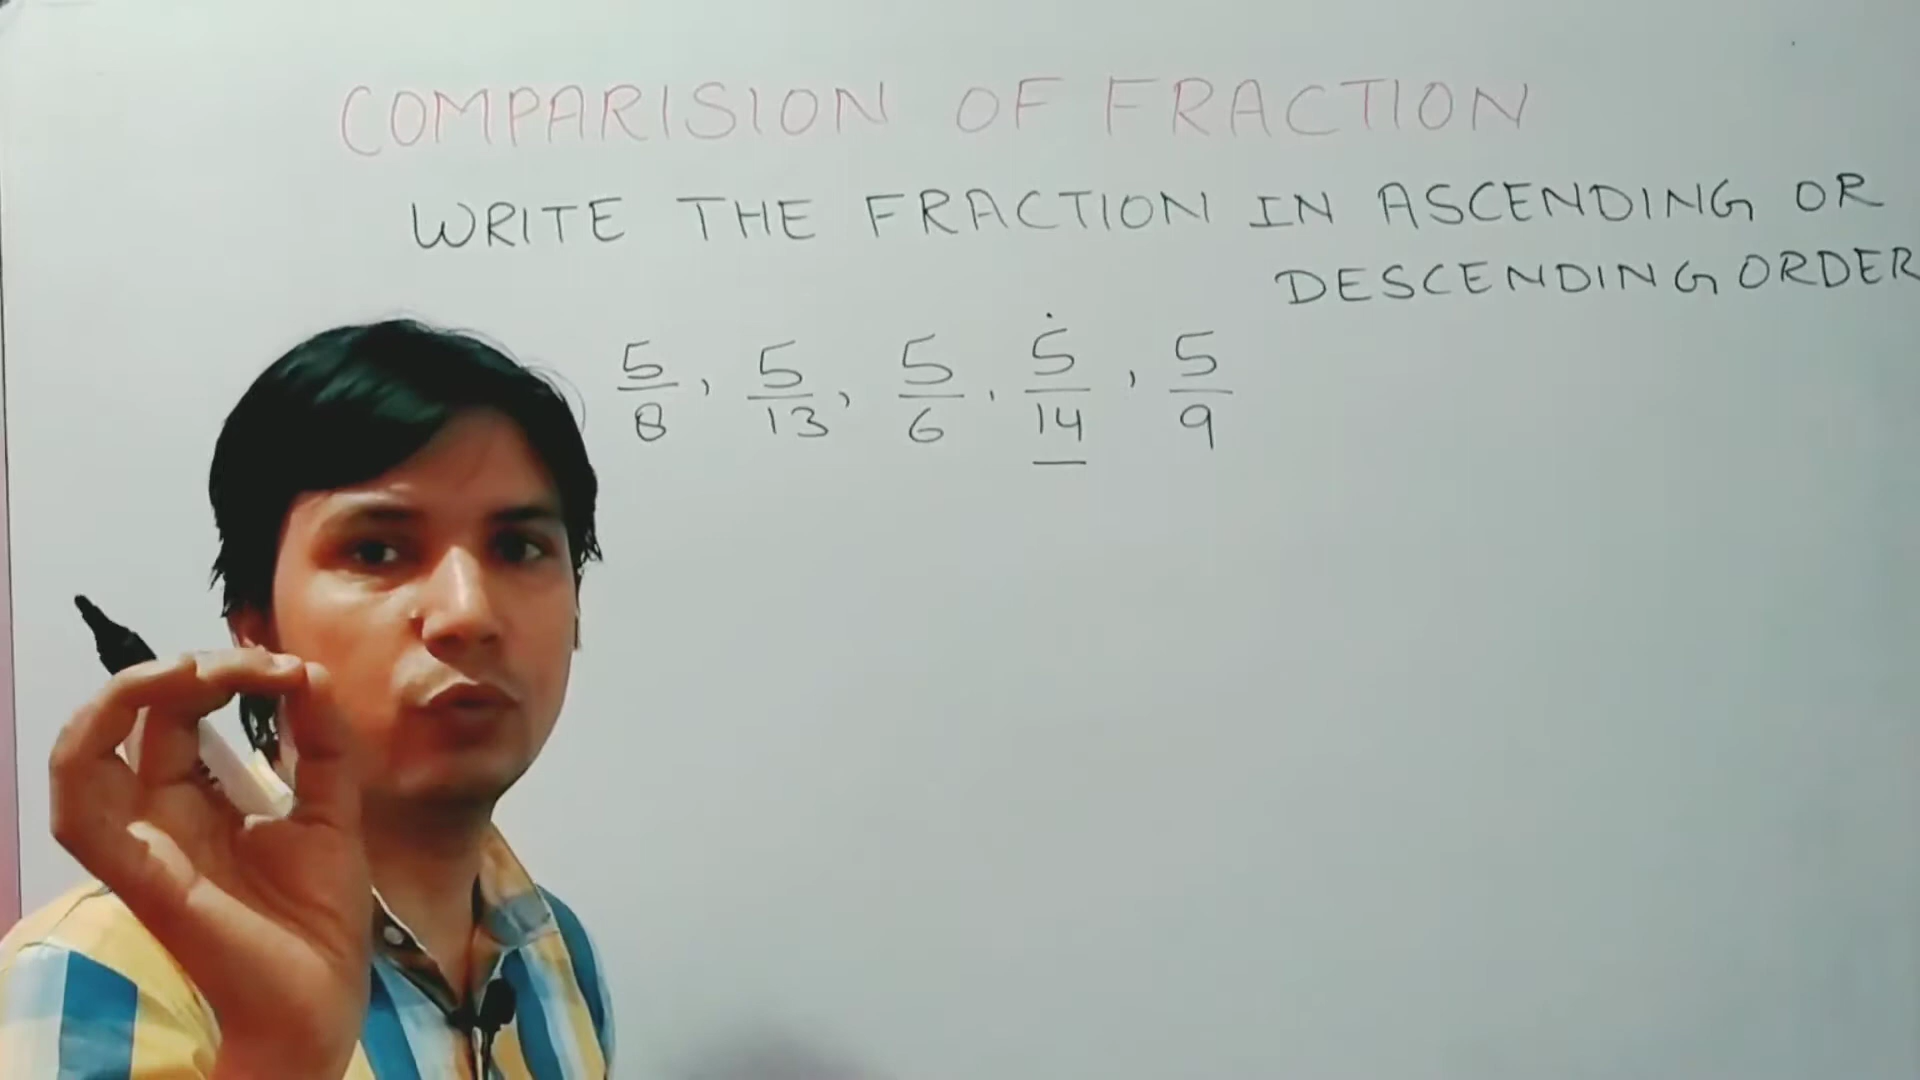 COMPARISION OF FRACTION
WRITE THE FRACTION IN ASCENDING OR
DESCENDING ORDER
5/8, 5/13, 5/6, 5/14, 5/9